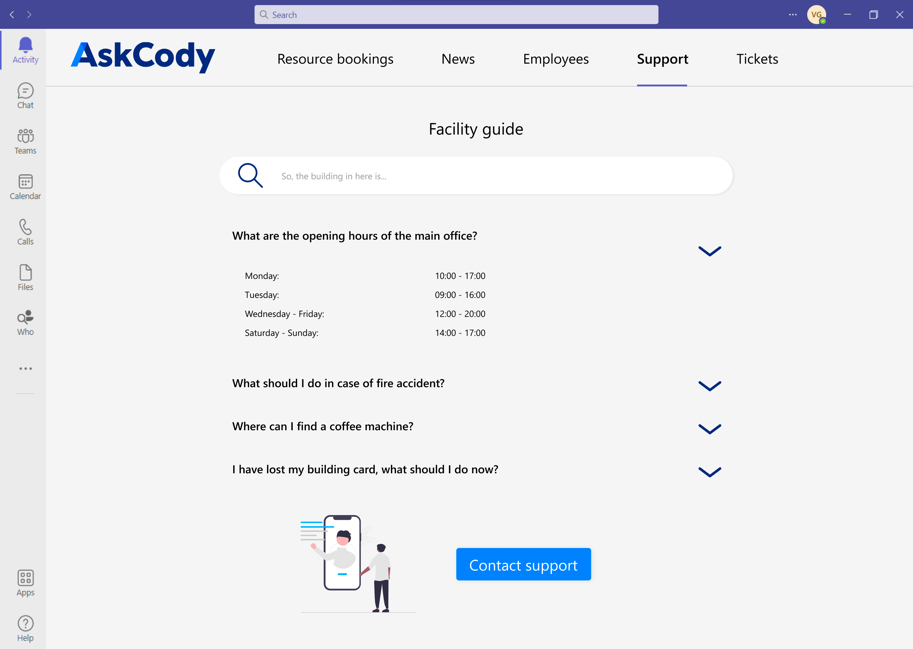 Search
VG
Activity
Chat
Teams
Calendar
Calls
Files
Who
Apps
Help
AskCody
Resource bookings
News
Employees
Support
Tickets
Facility guide
So, the building in here is...
What are the opening hours of the main office?
Monday: 10:00 - 17:00
Tuesday: 09:00 - 16:00
Wednesday - Friday: 12:00 - 20:00
Saturday - Sunday: 14:00 - 17:00
What should I do in case of fire accident?
Where can I find a coffee machine?
I have lost my building card, what should I do now?
Contact support